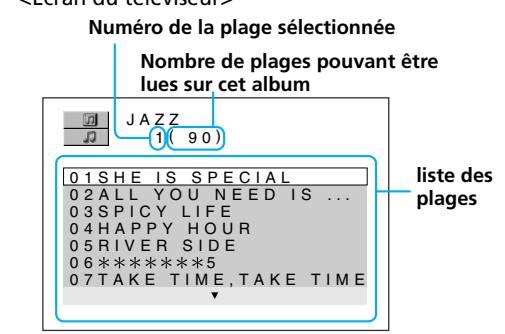 <Écran du téléviseur>
Numéro de la plage sélectionnée
Nombre de plages pouvant être
lues sur cet album
JAZZ
1( 90)
01SHE IS SPECIAL
02ALL YOU NEED IS ...
03SPICY LIFE
04HAPPY HOUR
05RIVER SIDE
06*******5
07TAKE TIME,TAKE TIME
liste des
plages